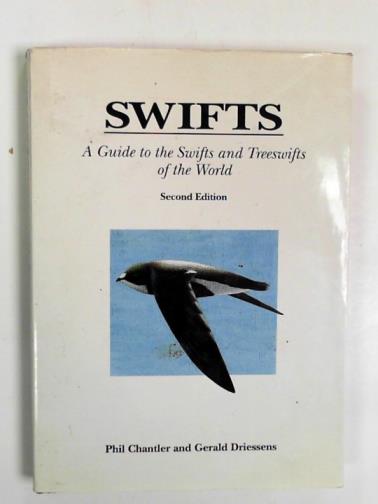 SWIFTS
A Guide to the Swifts and Treeswifts
of the World
Second Edition
Phil Chantler and Gerald Driessens